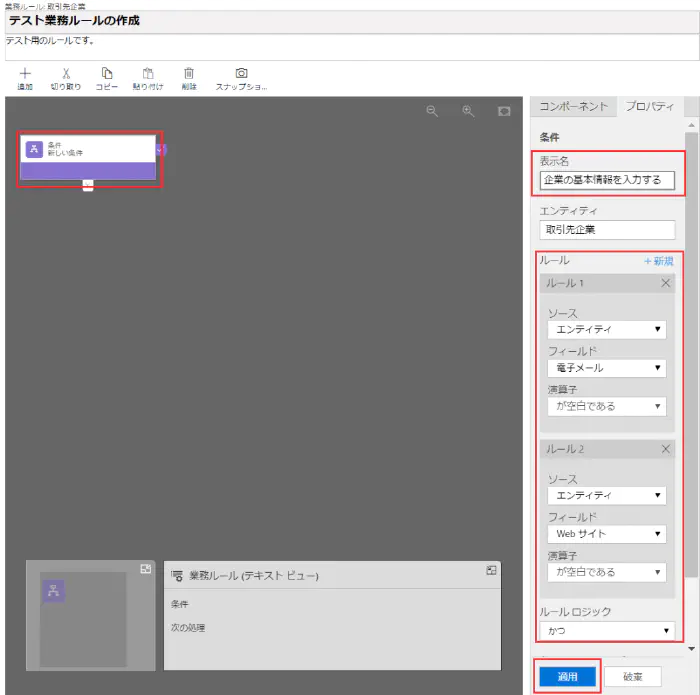 業務ルール: 取引先企業
テスト業務ルールの作成
テスト用のルールです。
追加
切り取り
コピー
貼り付け
削除
スナップショ...
条件
新しい条件
コンポーネント
プロパティ
条件
表示名
企業の基本情報を入力する
エンティティ
取引先企業
ルール
+ 新規
ルール 1
ソース
エンティティ
フィールド
電子メール
演算子
が空白である
ルール 2
ソース
エンティティ
フィールド
Web サイト
演算子
が空白である
ルール ロジック
かつ
業務ルール (テキスト ビュー)
条件
次の処理
適用
破棄